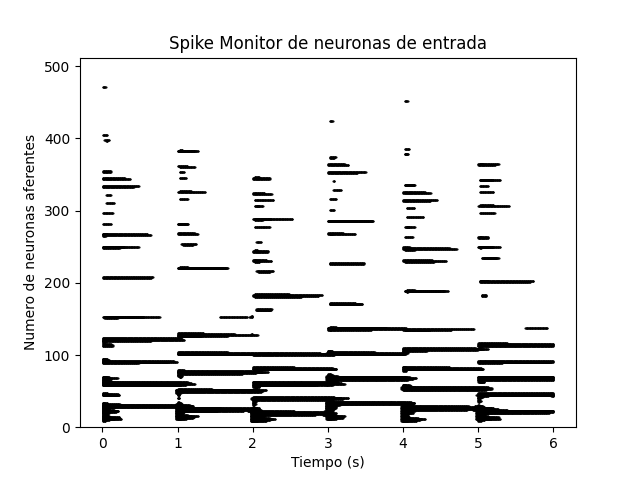 Spike Monitor de neuronas de entrada
500
400
300
200
100
0
Numero de neuronas aferentes
0 1 2 3 4 5 6
Tiempo (s)